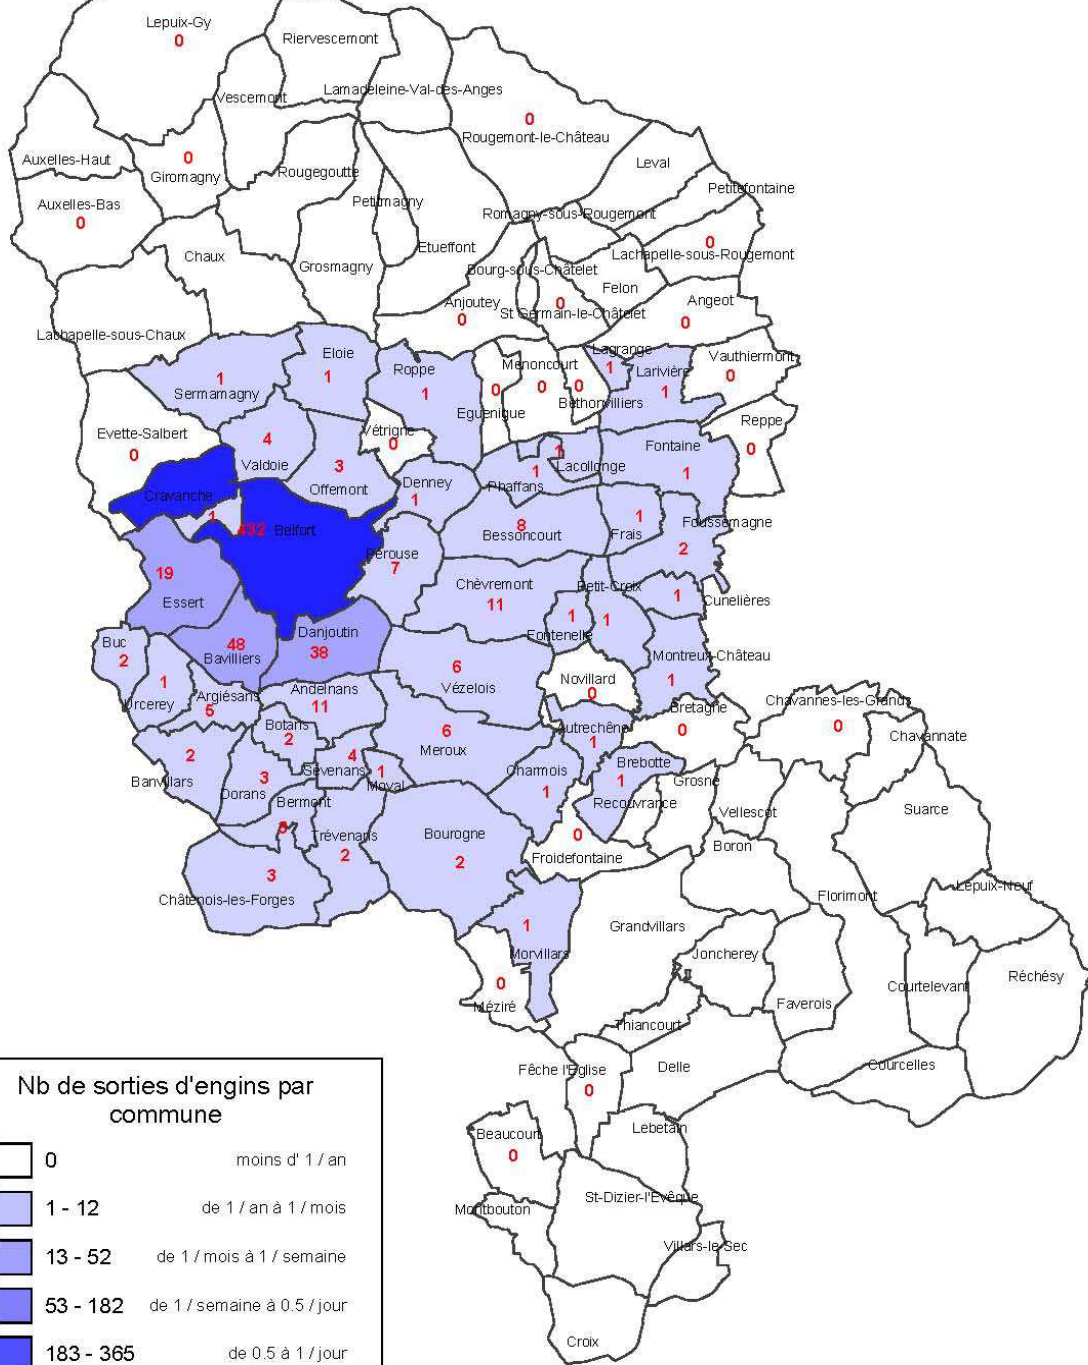 Lepuix-Gy
0
Riervescemont
Lamadeleine-Val-des-Anges
Vescemont
0
Rougemont-le-Château
Auxelles-Haut
0
Giromagny
Rougegoutte
Leval
Petitefontaine
Auxelles-Bas
0
Petitmagny
Romagny-sous-Rougemont
Etueffont
0
Lachapelle-sous-Rougemont
Chaux
Grosmagny
Bourg-sous-Châtelet
Felon
Anjoutey
0
0
St Germain-le-Châtelet
Angeot
0
Lachapelle-sous-Chaux
Eloie
1
Roppe
1
Lagrange
1
Larivière
1
Vauthiermont
0
1
Sermamagny
Menoncourt
0
0
0
Eguenigue
Bethonvilliers
Evette-Salbert
0
4
Valdoie
Vétrigne
0
3
Offemont
Reppe
0
Fontaine
1
1
Lacollonge
1
Phaffans
Denney
1
Cravanche
1
432
Belfort
8
Bessoncourt
1
Frais
Foussemagne
2
Pérouse
7
19
Essert
Chèvremont
11
Petit-Croix
1
1
Fontenelle
1
Cunelières
Buc
2
48
Bavilliers
Danjoutin
38
6
Vézelois
Montreux-Château
1
Novillard
0
1
Urcerey
Argiésans
5
Andelnans
11
Bretagne
0
Chavannes-les-Grands
0
Chavannate
Botans
2
6
Meroux
Autrechêne
1
2
Banvillars
3
Dorans
4
Sévenans
1
Moval
Charmois
1
Brebotte
1
Grosne
Recouvrance
Vellescot
Suarce
Bermont
Trévenans
2
Bourogne
2
0
Froidefontaine
Boron
3
Châtenois-les-Forges
Florimont
Lepuix-Neuf
1
Morvillars
Grandvillars
Joncherey
0
Méziré
Faverois
Courtelevant
Réchésy
Thiancourt
Fêche l'Eglise
0
Delle
Courcelles
Beaucourt
0
Lebetain
Montbouton
St-Dizier-l'Evêque
Villars-le-Sec
Croix
Nb de sorties d'engins par
commune
0 moins d' 1 / an
1 - 12 de 1 / an à 1 / mois
13 - 52 de 1 / mois à 1 / semaine
53 - 182 de 1 / semaine à 0.5 / jour
183 - 365 de 0.5 à 1 / jour